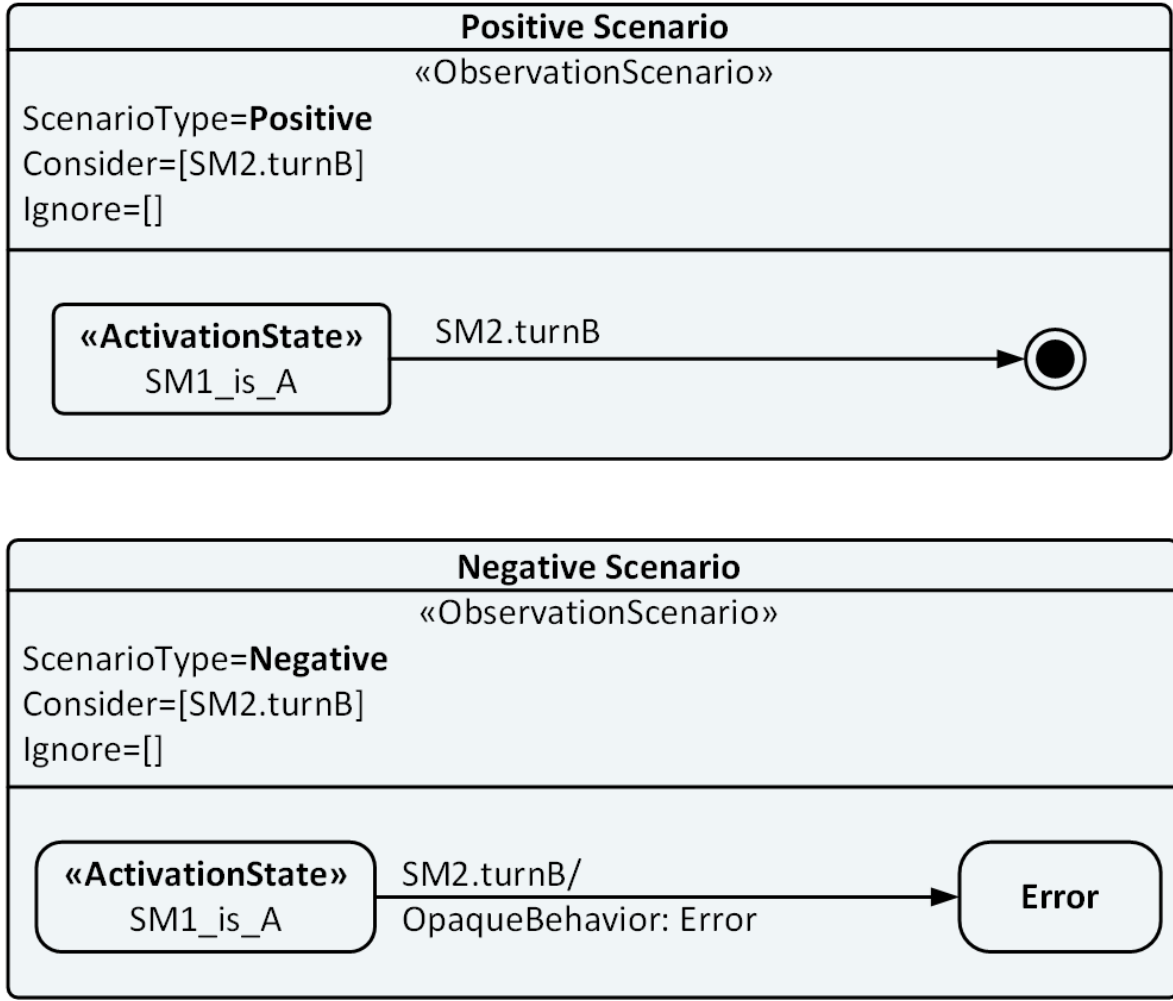 Positive Scenario
«ObservationScenario»
ScenarioType=Positive
Consider=[SM2.turnB]
Ignore=[]
«ActivationState»
SM1_is_A
SM2.turnB
Negative Scenario
«ObservationScenario»
ScenarioType=Negative
Consider=[SM2.turnB]
Ignore=[]
«ActivationState»
SM1_is_A
SM2.turnB/
OpaqueBehavior: Error
Error